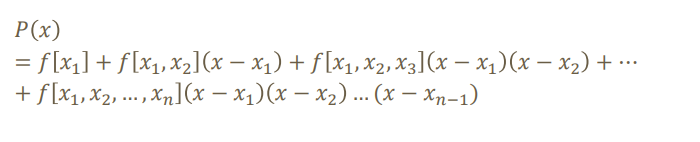 P(x)
= f[x₁] + f[x₁, x₂](x − x₁) + f[x₁, x₂, x₃](x − x₁)(x − x₂) + ⋯
+ f[x₁, x₂, … , xₙ](x − x₁)(x − x₂) … (x − xₙ₋₁)